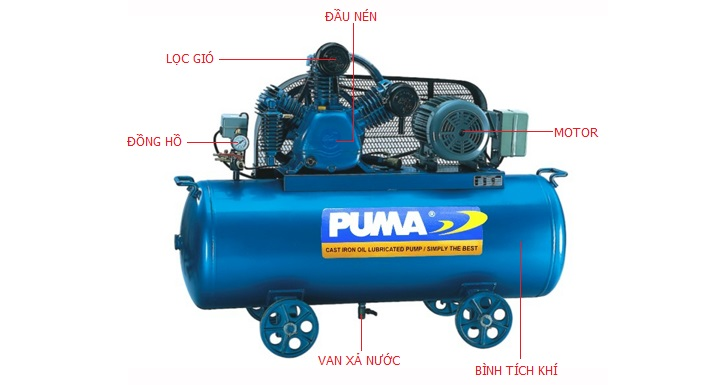 ĐẦU NÉN
LỌC GIÓ
ĐỒNG HỒ
MOTOR
PUMA®
CAST IRON OIL LUBRICATED PUMP / SIMPLY THE BEST
VAN XẢ NƯỚC
BÌNH TÍCH KHÍ